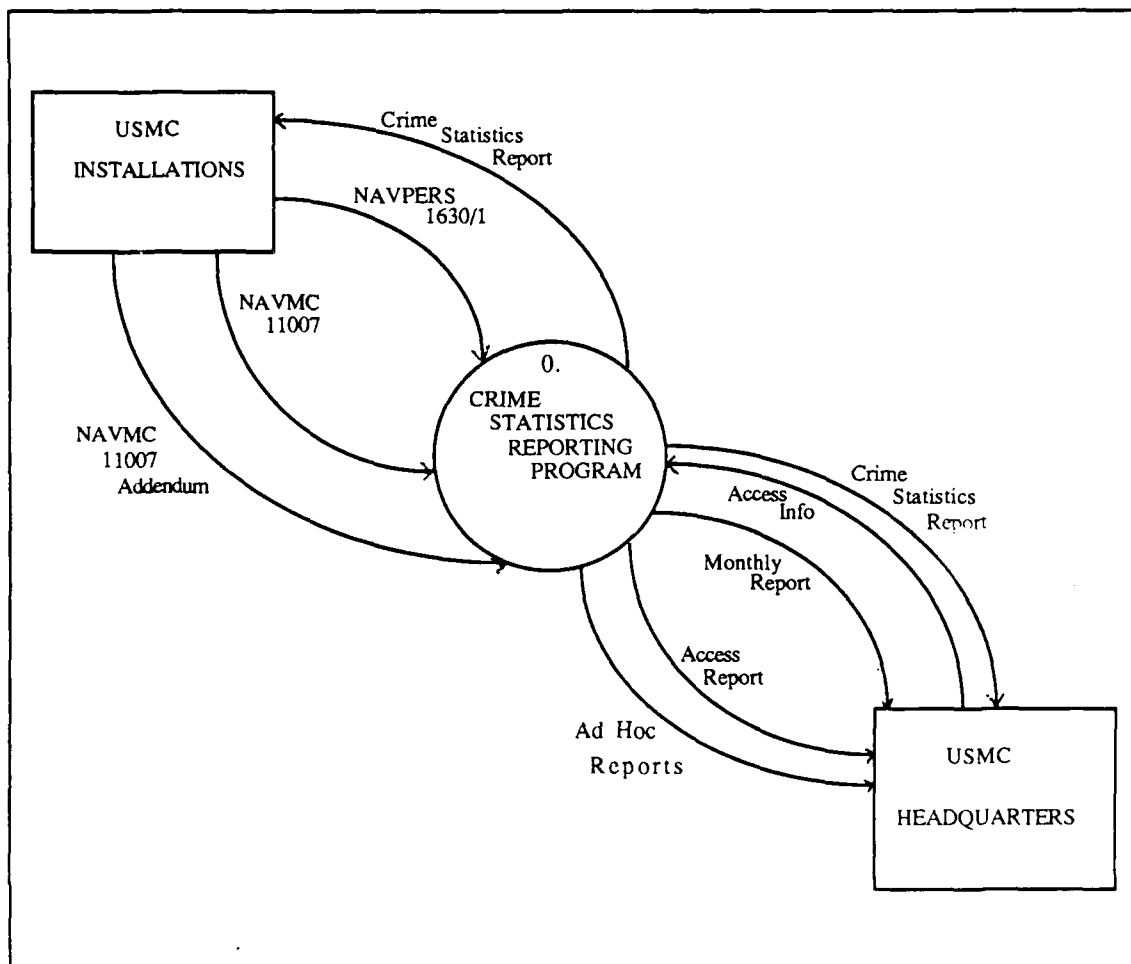 USMC
INSTALLATIONS
Crime
Statistics
Report
NAVPERS
1630/1
NAVMC
11007
NAVMC
11007
Addendum
0.
CRIME
STATISTICS
REPORTING
PROGRAM
Crime
Statistics
Report
Access
Info
Monthly
Report
Access
Report
Ad Hoc
Reports
USMC
HEADQUARTERS